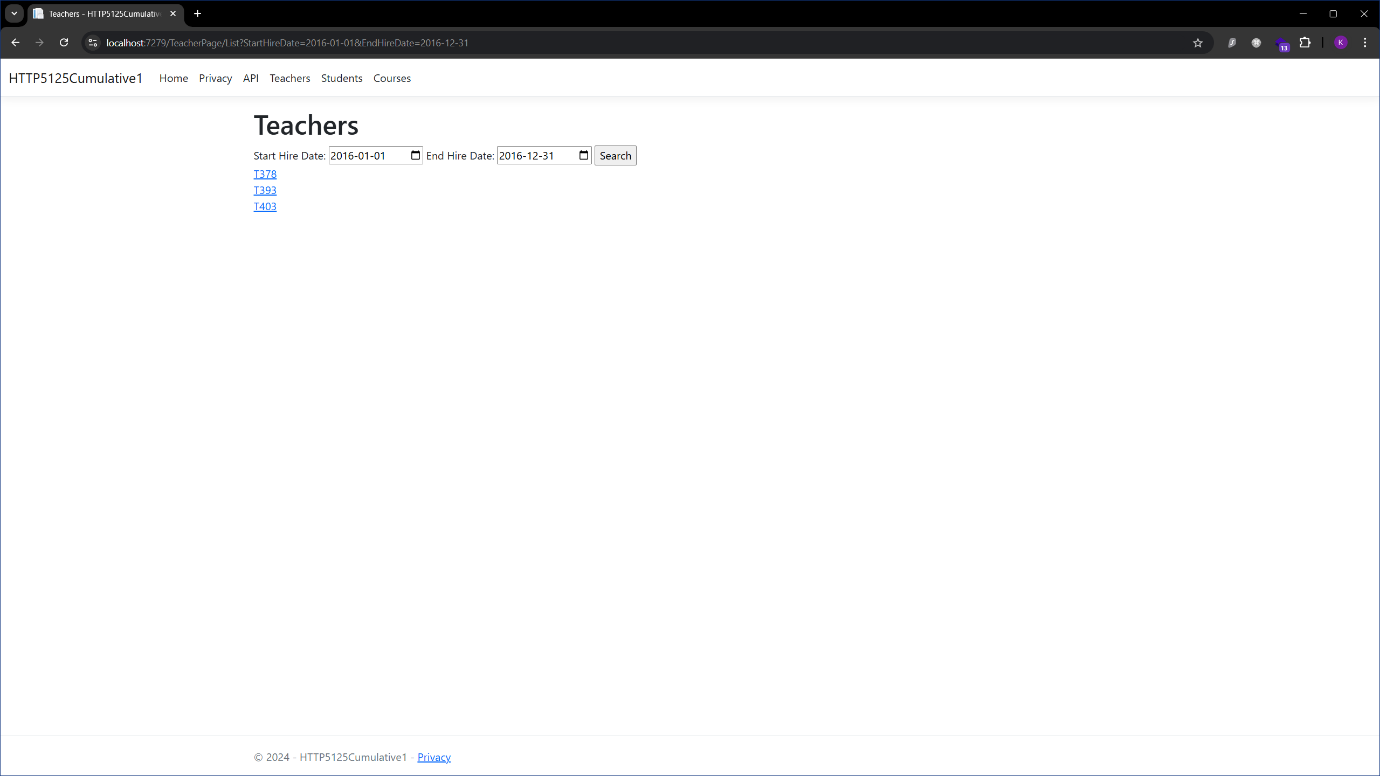 Teachers - HTTP5125Cumulativ
localhost:7279/TeacherPage/List?StartHireDate=2016-01-01&EndHireDate=2016-12-31
13
K
HTTP5125Cumulative1 Home Privacy API Teachers Students Courses
Teachers
Start Hire Date: 2016-01-01 End Hire Date: 2016-12-31 Search
T378
T393
T403
© 2024 - HTTP5125Cumulative1 - Privacy